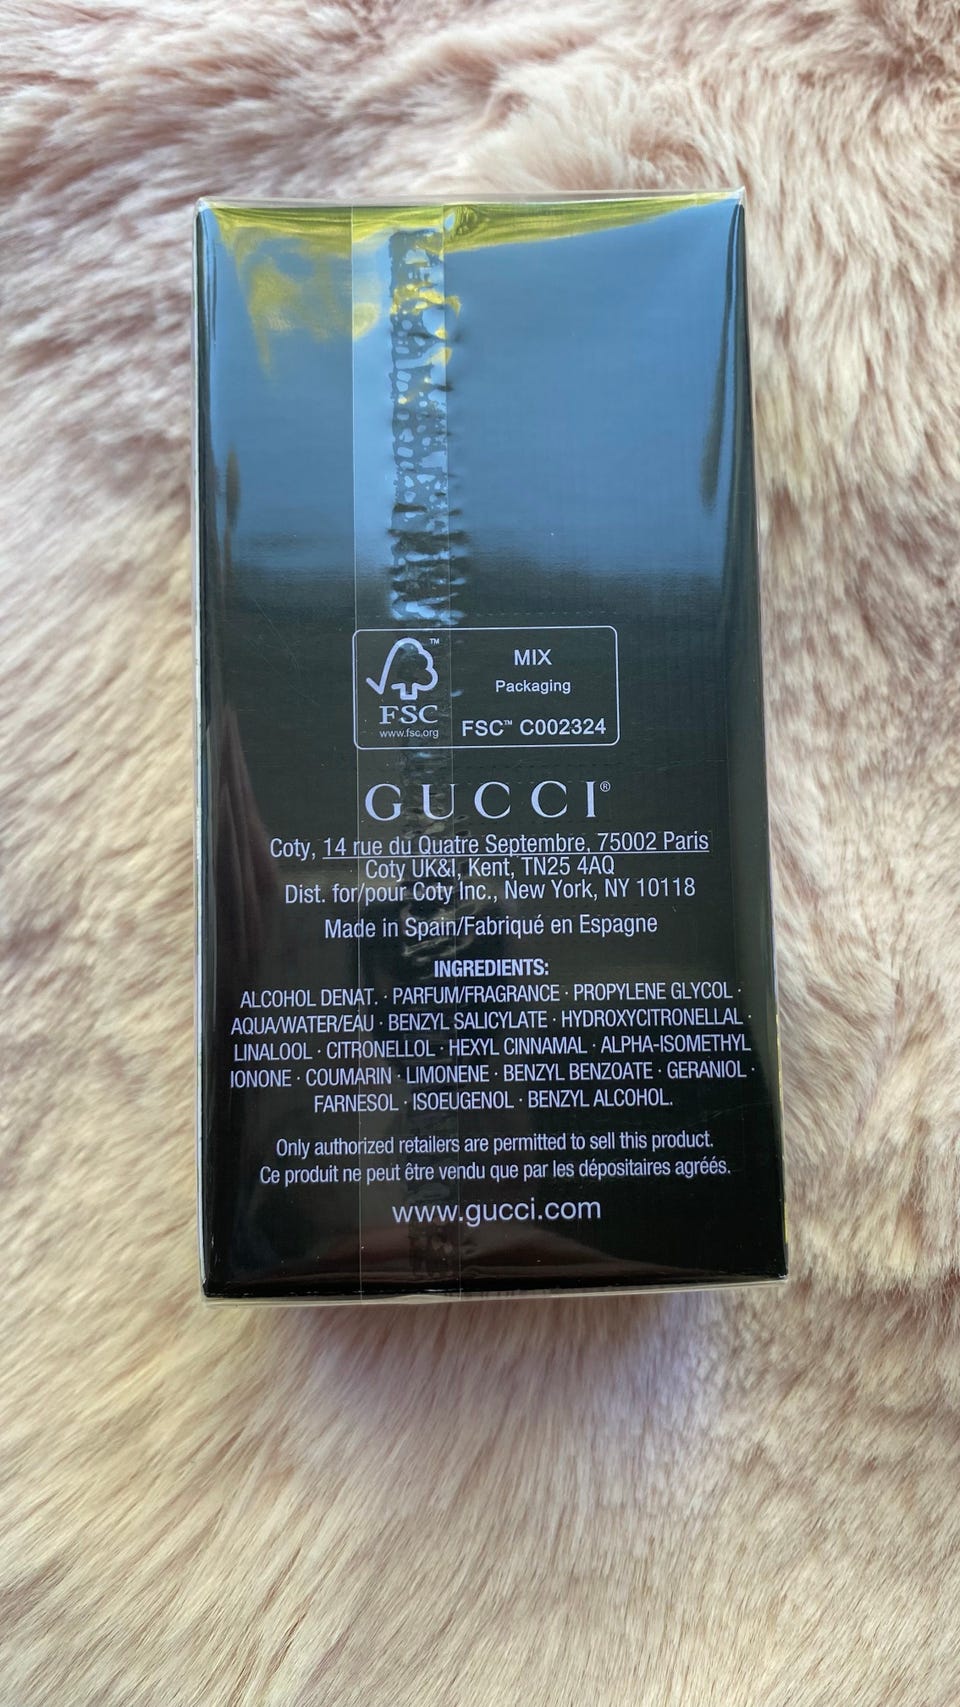 ™
FSC
www.fsc.org
MIX
Packaging
FSC™ C002324
GUCCI®
Coty, 14 rue du Quatre Septembre, 75002 Paris
Coty UK&I, Kent, TN25 4AQ
Dist. for/pour Coty Inc., New York, NY 10118
Made in Spain/Fabriqué en Espagne
INGREDIENTS:
ALCOHOL DENAT. · PARFUM/FRAGRANCE · PROPYLENE GLYCOL ·
AQUA/WATER/EAU · BENZYL SALICYLATE · HYDROXYCITRONELLAL ·
LINALOOL · CITRONELLOL · HEXYL CINNAMAL · ALPHA-ISOMETHYL
IONONE · COUMARIN · LIMONENE · BENZYL BENZOATE · GERANIOL ·
FARNESOL · ISOEUGENOL · BENZYL ALCOHOL.
Only authorized retailers are permitted to sell this product.
Ce produit ne peut être vendu que par les dépositaires agréés.
www.gucci.com